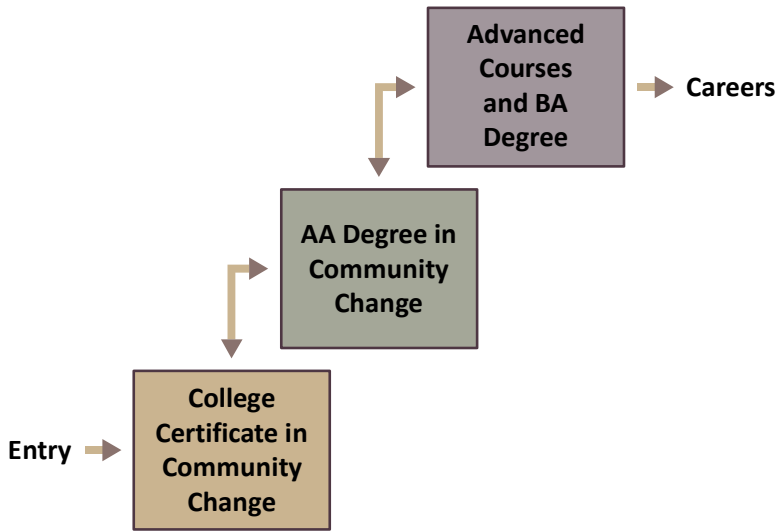 Advanced
Courses
and BA
Degree
Careers
AA Degree in
Community
Change
College
Certificate in
Community
Change
Entry